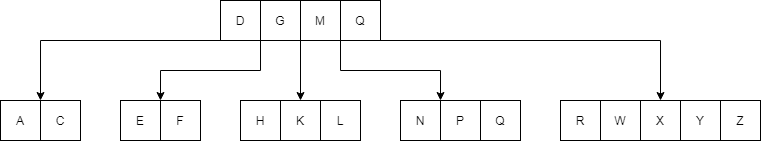 D G M Q
A C E F H K L N P Q R W X Y Z